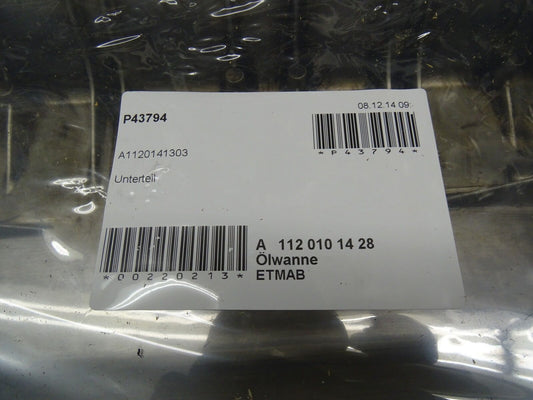 P43794
08.12.14 09:
*P43794*
A1120141303
Unterteil
*00220213*
A 112 010 14 28
Ölwanne
ETMAB